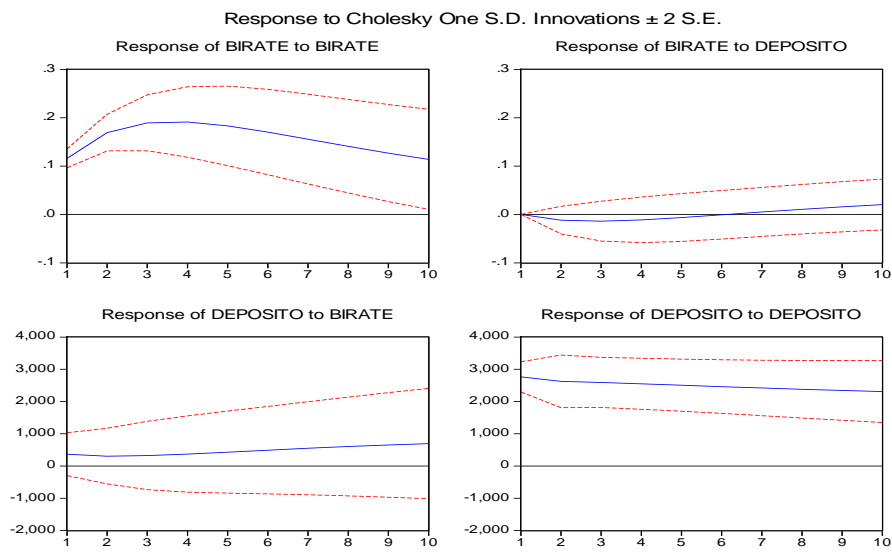 Response to Cholesky One S.D. Innovations ± 2 S.E.
Response of BIRATE to BIRATE
.3
.2
.1
.0
-.1
1 2 3 4 5 6 7 8 9 10
Response of BIRATE to DEPOSITO
.3
.2
.1
.0
-.1
1 2 3 4 5 6 7 8 9 10
Response of DEPOSITO to BIRATE
4,000
3,000
2,000
1,000
0
-1,000
-2,000
1 2 3 4 5 6 7 8 9 10
Response of DEPOSITO to DEPOSITO
4,000
3,000
2,000
1,000
0
-1,000
-2,000
1 2 3 4 5 6 7 8 9 10